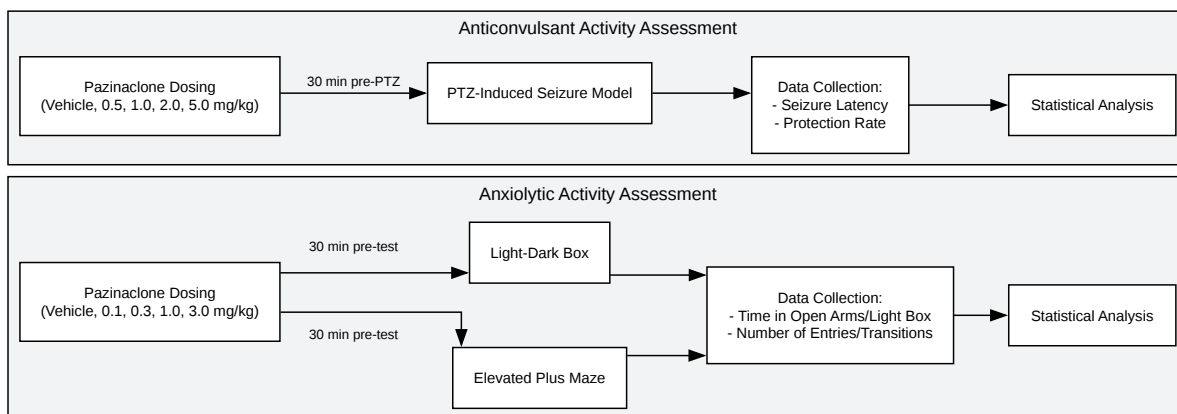 Anticonvulsant Activity Assessment
Pazinaclone Dosing
(Vehicle, 0.5, 1.0, 2.0, 5.0 mg/kg)
30 min pre-PTZ
PTZ-Induced Seizure Model
Data Collection:
- Seizure Latency
- Protection Rate
Statistical Analysis
Anxiolytic Activity Assessment
Pazinaclone Dosing
(Vehicle, 0.1, 0.3, 1.0, 3.0 mg/kg)
30 min pre-test
Light-Dark Box
30 min pre-test
Elevated Plus Maze
Data Collection:
- Time in Open Arms/Light Box
- Number of Entries/Transitions
Statistical Analysis